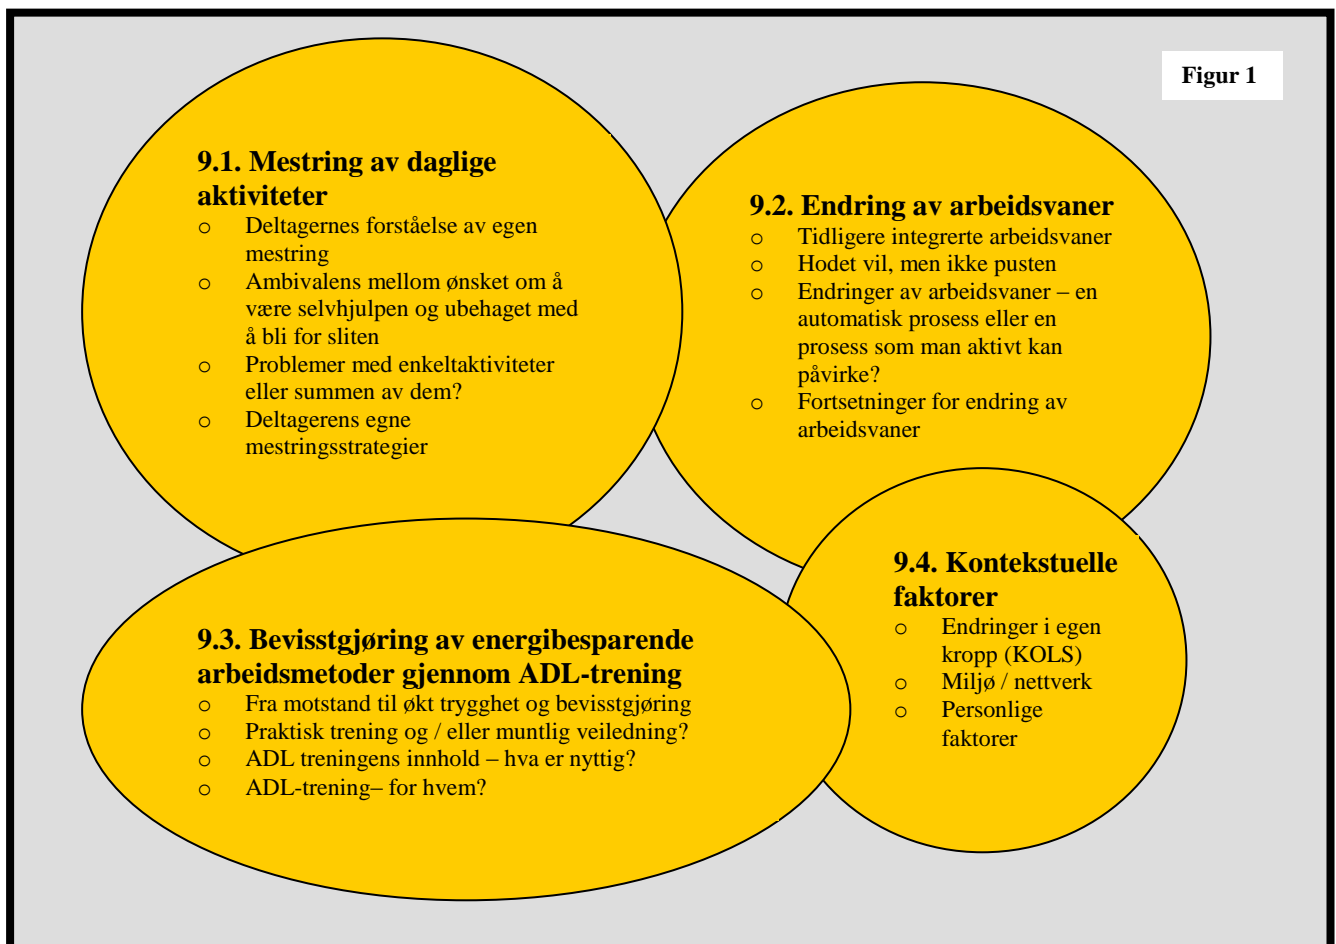 Figur 1
9.1. Mestring av daglige
aktiviteter
o Deltagernes forståelse av egen
mestring
o Ambivalens mellom ønsket om å
være selvhjulpen og ubehaget med
å bli for sliten
o Problemer med enkeltaktiviteter
eller summen av dem?
o Deltagerens egne
mestringsstrategier
9.2. Endring av arbeidsvaner
o Tidligere integrerte arbeidsvaner
o Hodet vil, men ikke pusten
o Endringer av arbeidsvaner – en
automatisk prosess eller en
prosess som man aktivt kan
påvirke?
o Fortsetninger for endring av
arbeidsvaner
9.3. Bevisstgjøring av energibesparende
arbeidsmetoder gjennom ADL-trening
o Fra motstand til økt trygghet og bevisstgjøring
o Praktisk trening og / eller muntlig veiledning?
o ADL treningens innhold – hva er nyttig?
o ADL-trening– for hvem?
9.4. Kontekstuelle
faktorer
o Endringer i egen
kropp (KOLS)
o Miljø / nettverk
o Personlige
faktorer